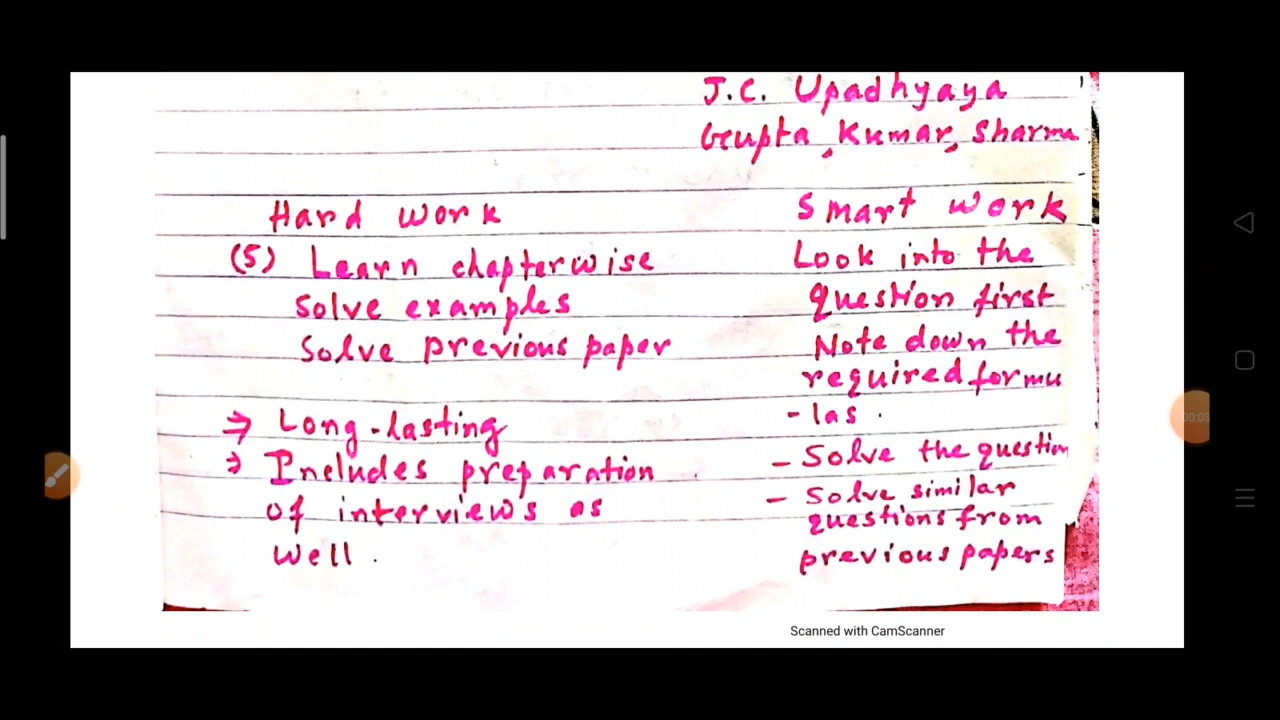 J.C. Upadhyaya
Gupta, Kumar, Sharma
Hard work
(5) Learn chapterwise
Solve examples
Solve previous paper
⇒ Long-lasting
⇒ Includes preparation
of interviews as
well.
Smart work
Look into the
question first
Note down the
required formu
-las.
- Solve the question
- Solve similar
questions from
previous papers
Scanned with CamScanner
00:03